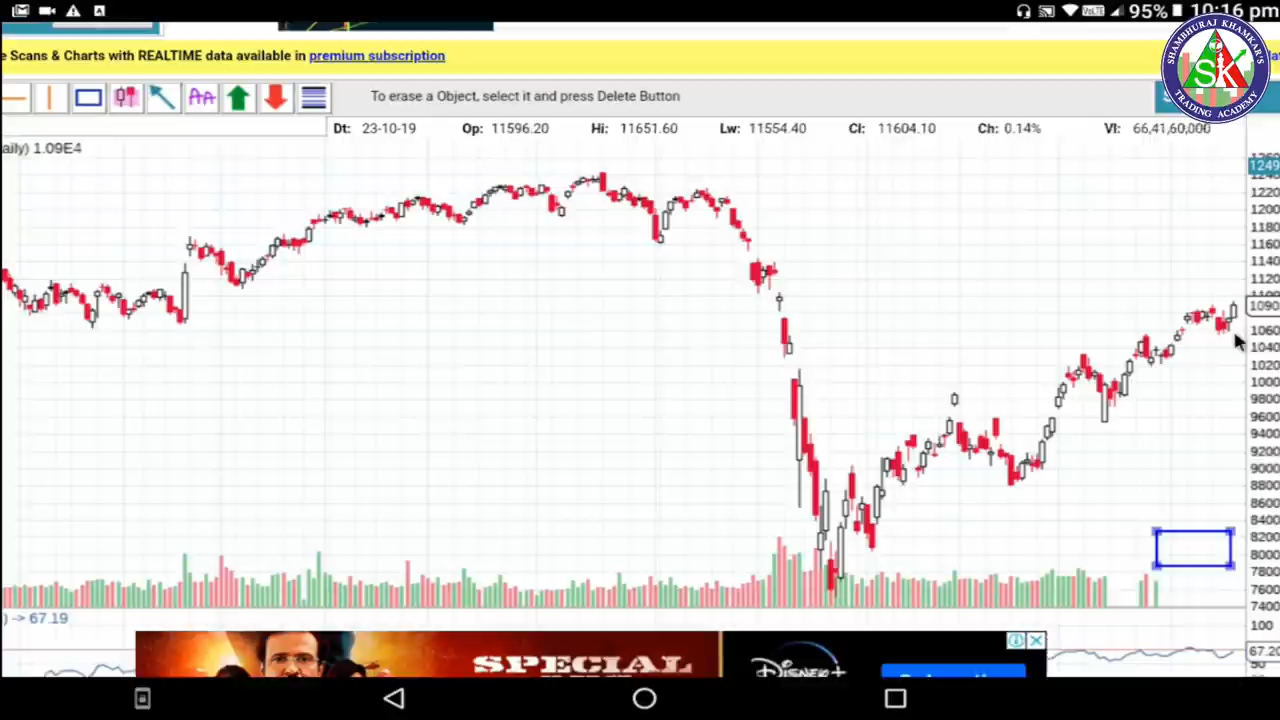 VoLTE 95% 10:16 pm
SHAMBHURAJ KHAMKAR'S
SK
TRADING ACADEMY
e Scans & Charts with REALTIME data available in premium subscription
To erase a Object, select it and press Delete Button
Dt: 23-10-19 Op: 11596.20 Hi: 11651.60 Lw: 11554.40 Cl: 11604.10 Ch: 0.14% Vl: 66,41,60,000
aily) 1.09E4
1249
1220
1200
1180
1160
1140
1120
1090
1060
1040
1020
1000
9800
9600
9400
9200
9000
8800
8600
8400
8200
8000
7800
7600
7400
) -> 67.19
100
67.20
SPECIAL
DISNEY+